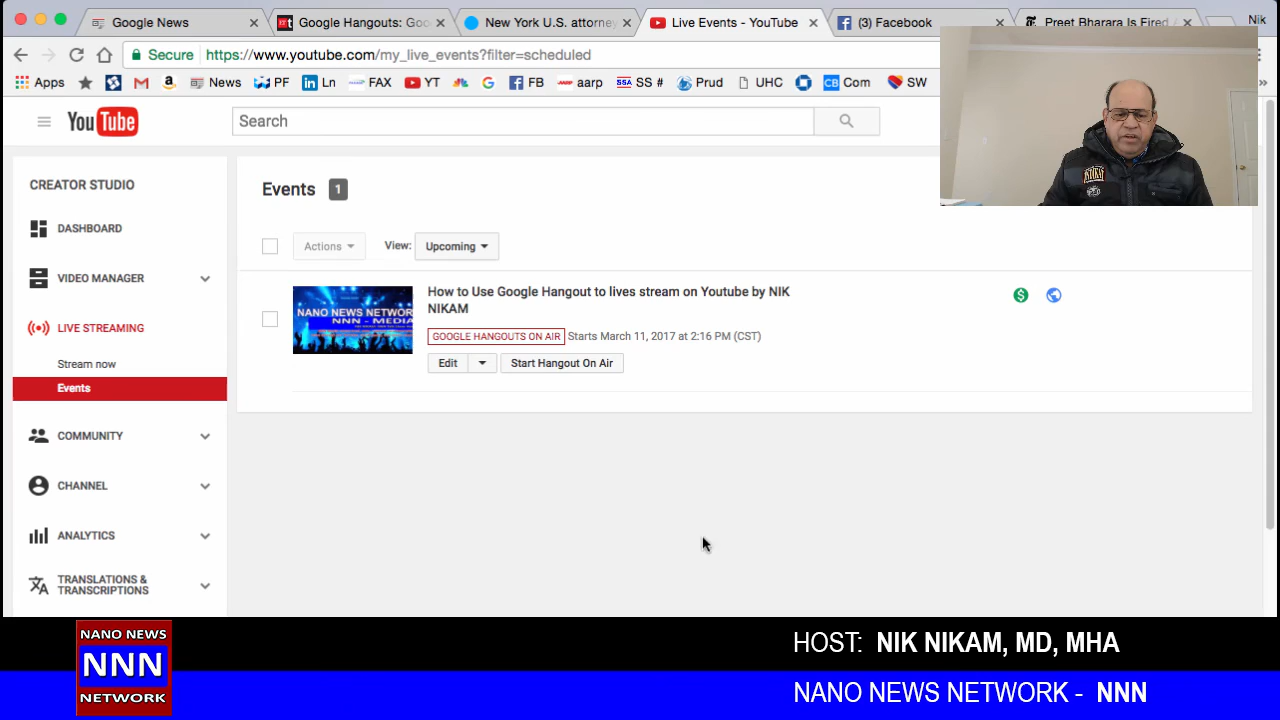 Google News
Google Hangouts: Goo
New York U.S. attorney
Live Events - YouTube
(3) Facebook
Preet Bharara Is Fired
Nik
Secure
https://www.youtube.com/my_live_events?filter=scheduled
Apps
News
PF
Ln
FAX
YT
FB
aarp
SSA
SS #
Prud
UHC
CB
Com
SW
YouTube
Search
CREATOR STUDIO
DASHBOARD
VIDEO MANAGER
LIVE STREAMING
Stream now
Events
COMMUNITY
CHANNEL
ANALYTICS
TRANSLATIONS &
TRANSCRIPTIONS
Events 1
Actions
View:
Upcoming
NANO NEWS NETWOR
NNN - MEDIA
How to Use Google Hangout to lives stream on Youtube by NIK
NIKAM
GOOGLE HANGOUTS ON AIR Starts March 11, 2017 at 2:16 PM (CST)
Edit
Start Hangout On Air
NANO NEWS
NNN
NETWORK
HOST: NIK NIKAM, MD, MHA
NANO NEWS NETWORK - NNN